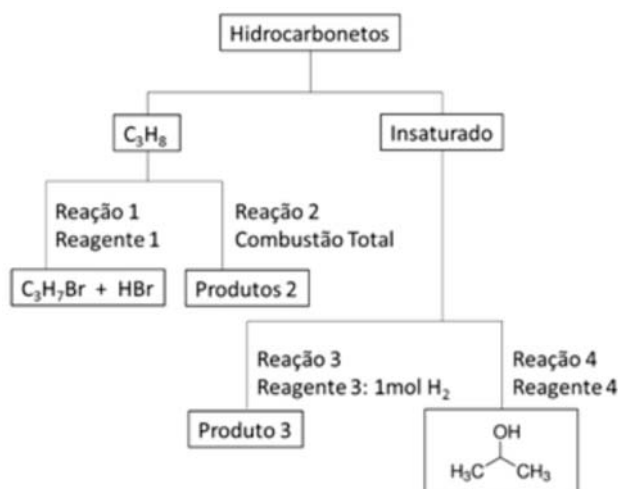 Hidrocarbonetos
C₃H₈
Insaturado
Reação 1
Reagente 1
Reação 2
Combustão Total
C₃H₇Br + HBr
Produtos 2
Reação 3
Reagente 3: 1mol H₂
Reação 4
Reagente 4
Produto 3
OH
H₃C CH₃